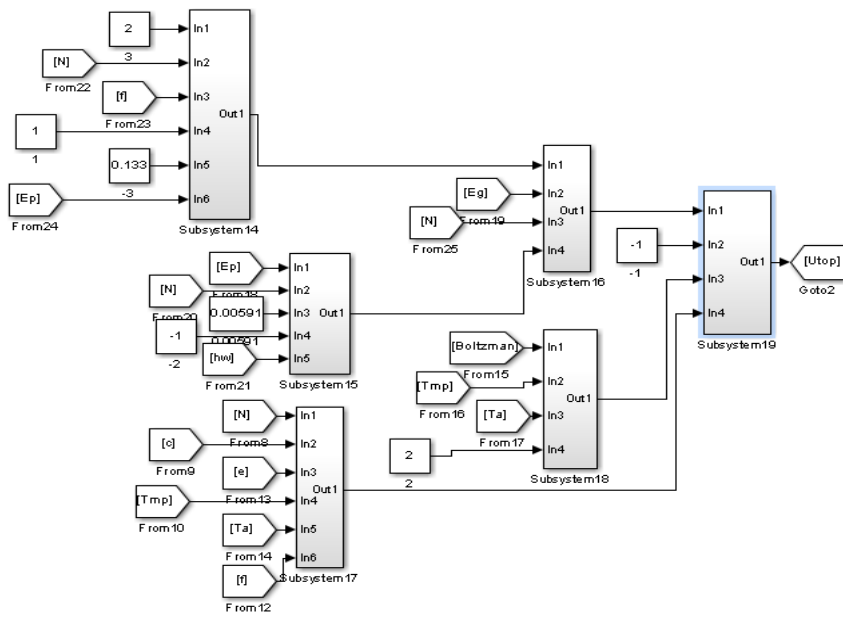 2
3
In1
[N]
From22
In2
[f]
From23
In3
Out1
1
1
In4
0.133
-3
In5
[Ep]
From24
In6
Subsystem14
In1
[Eg]
From19
In2
[N]
From25
In3
Out1
In4
Subsystem16
[Ep]
From18
In1
[N]
From20
In2
0.00591
0.00591
In3
Out1
-1
-2
In4
[hw]
From21
In5
Subsystem15
In1
-1
-1
In2
Out1
In3
In4
Subsystem19
[Utop]
Goto2
[Boltzman]
From15
In1
[Tmp]
From16
In2
Out1
[Ta]
From17
In3
2
2
In4
Subsystem18
[N]
From8
In1
[c]
From9
In2
[e]
From13
In3
Out1
[Tmp]
From10
In4
[Ta]
From14
In5
[f]
From12
In6
Subsystem17